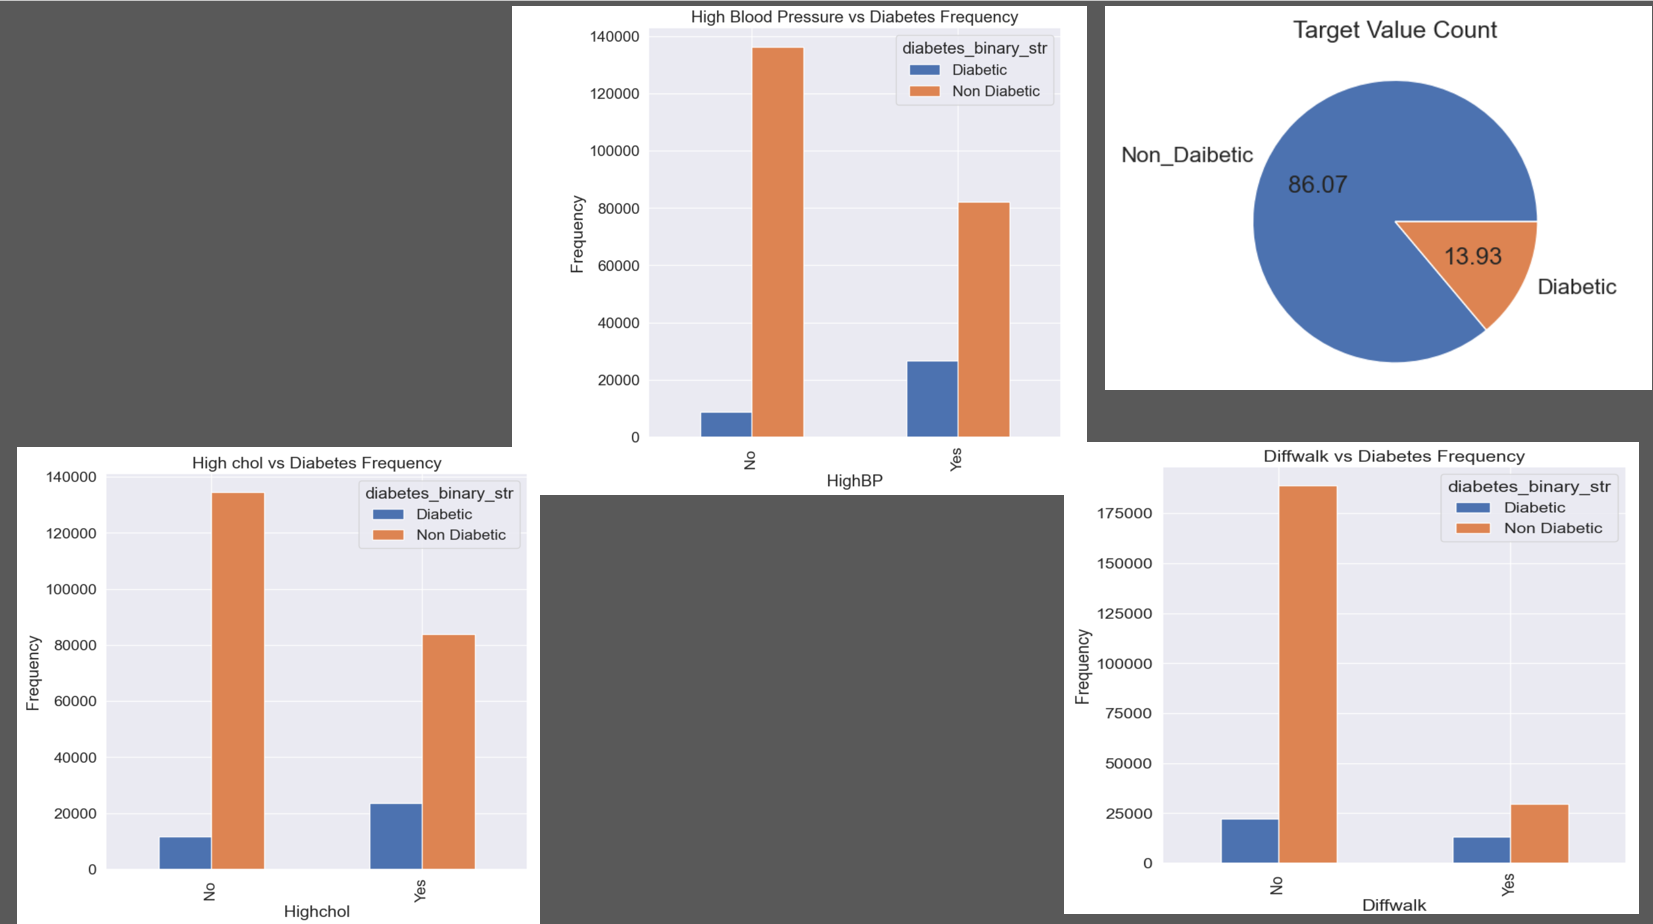 High Blood Pressure vs Diabetes Frequency
140000
120000
100000
80000
60000
40000
20000
0
Frequency
diabetes_binary_str
Diabetic
Non Diabetic
No
Yes
HighBP
Target Value Count
Non_Daibetic
86.07
13.93
Diabetic
High chol vs Diabetes Frequency
140000
120000
100000
80000
60000
40000
20000
0
Frequency
diabetes_binary_str
Diabetic
Non Diabetic
No
Yes
Highchol
Diffwalk vs Diabetes Frequency
175000
150000
125000
100000
75000
50000
25000
0
Frequency
diabetes_binary_str
Diabetic
Non Diabetic
No
Yes
Diffwalk